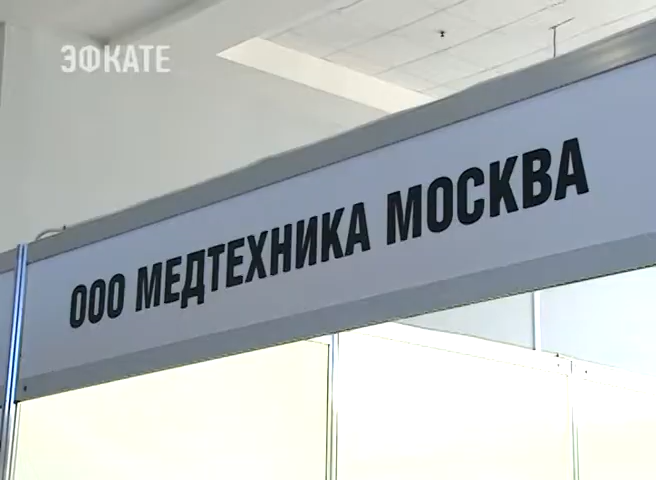 ЭФКАТЕ
ООО МЕДТЕХНИКА МОСКВА